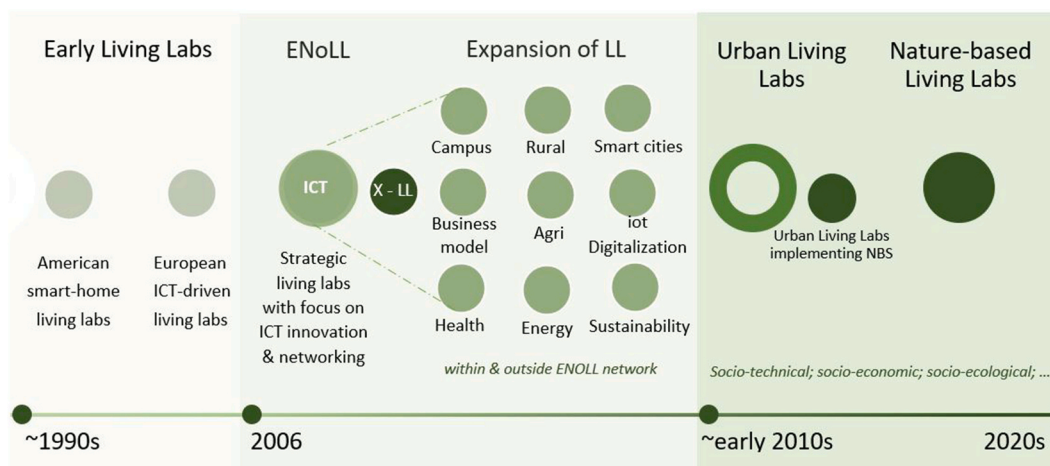 Early Living Labs
American
smart-home
living labs
European
ICT-driven
living labs
ENoLL
ICT
X - LL
Strategic
living labs
with focus on
ICT innovation
& networking
Expansion of LL
Campus
Rural
Smart cities
Business
model
Agri
iot
Digitalization
Health
Energy
Sustainability
within & outside ENOLL network
Urban Living
Labs
Urban Living Labs
implementing NBS
Nature-based
Living Labs
Socio-technical; socio-economic; socio-ecological; ...
~1990s
2006
~early 2010s
2020s